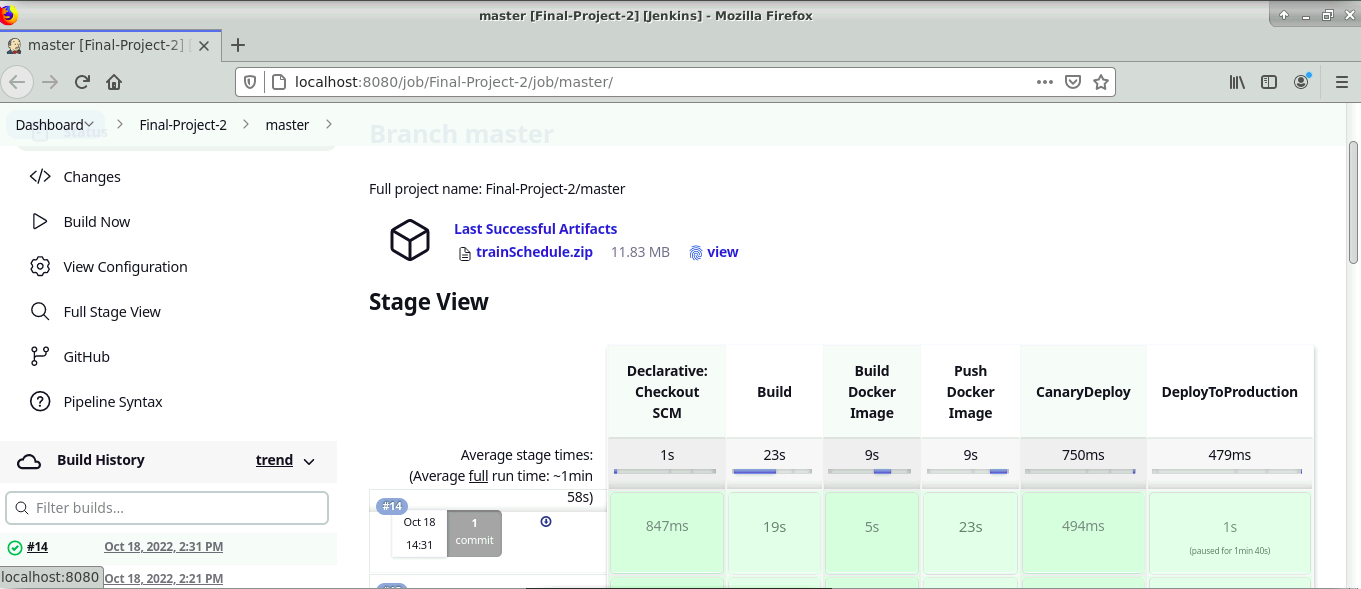 master [Final-Project-2] [Jenkins] - Mozilla Firefox
master [Final-Project-2] [
localhost:8080/job/Final-Project-2/job/master/
Dashboard
Final-Project-2
master
Status
Branch master
Changes
Build Now
View Configuration
Full Stage View
GitHub
Pipeline Syntax
Build History
trend
Filter builds...
#14
Oct 18, 2022, 2:31 PM
localhost:8080
Oct 18, 2022, 2:21 PM
Full project name: Final-Project-2/master
Last Successful Artifacts
trainSchedule.zip 11.83 MB view
Stage View
Declarative: Checkout SCM
Build
Build Docker Image
Push Docker Image
CanaryDeploy
DeployToProduction
Average stage times:
(Average full run time: ~1min
58s)
1s
23s
9s
9s
750ms
479ms
#14
Oct 18
14:31
1
commit
847ms
19s
5s
23s
494ms
1s
(paused for 1min 40s)